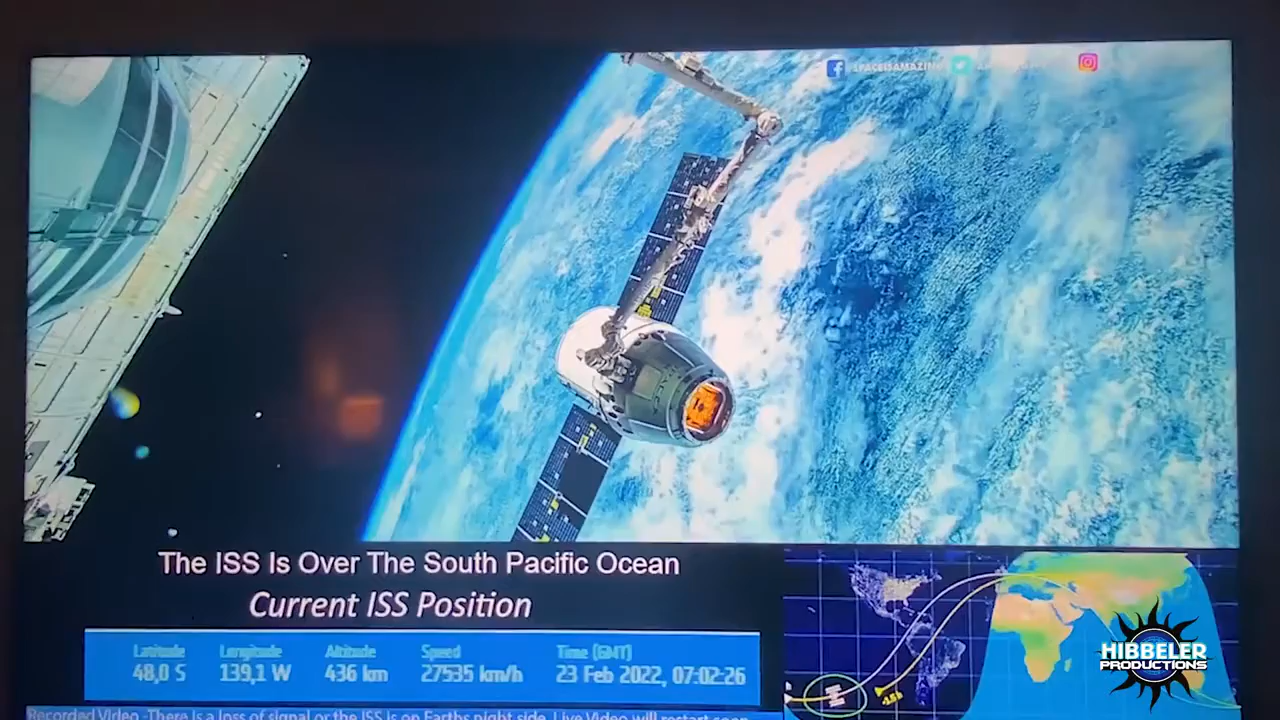 SPACEISAMAZING
The ISS Is Over The South Pacific Ocean
Current ISS Position
Latitude Longitude Altitude Speed Time (GMT)
48,0 S 139,1 W 436 km 27535 km/h 23 Feb 2022, 07:02:26
HIBBELER
PRODUCTIONS
Recorded Video -There is a loss of signal or the ISS is on Earths night side. Live Video will restart soon